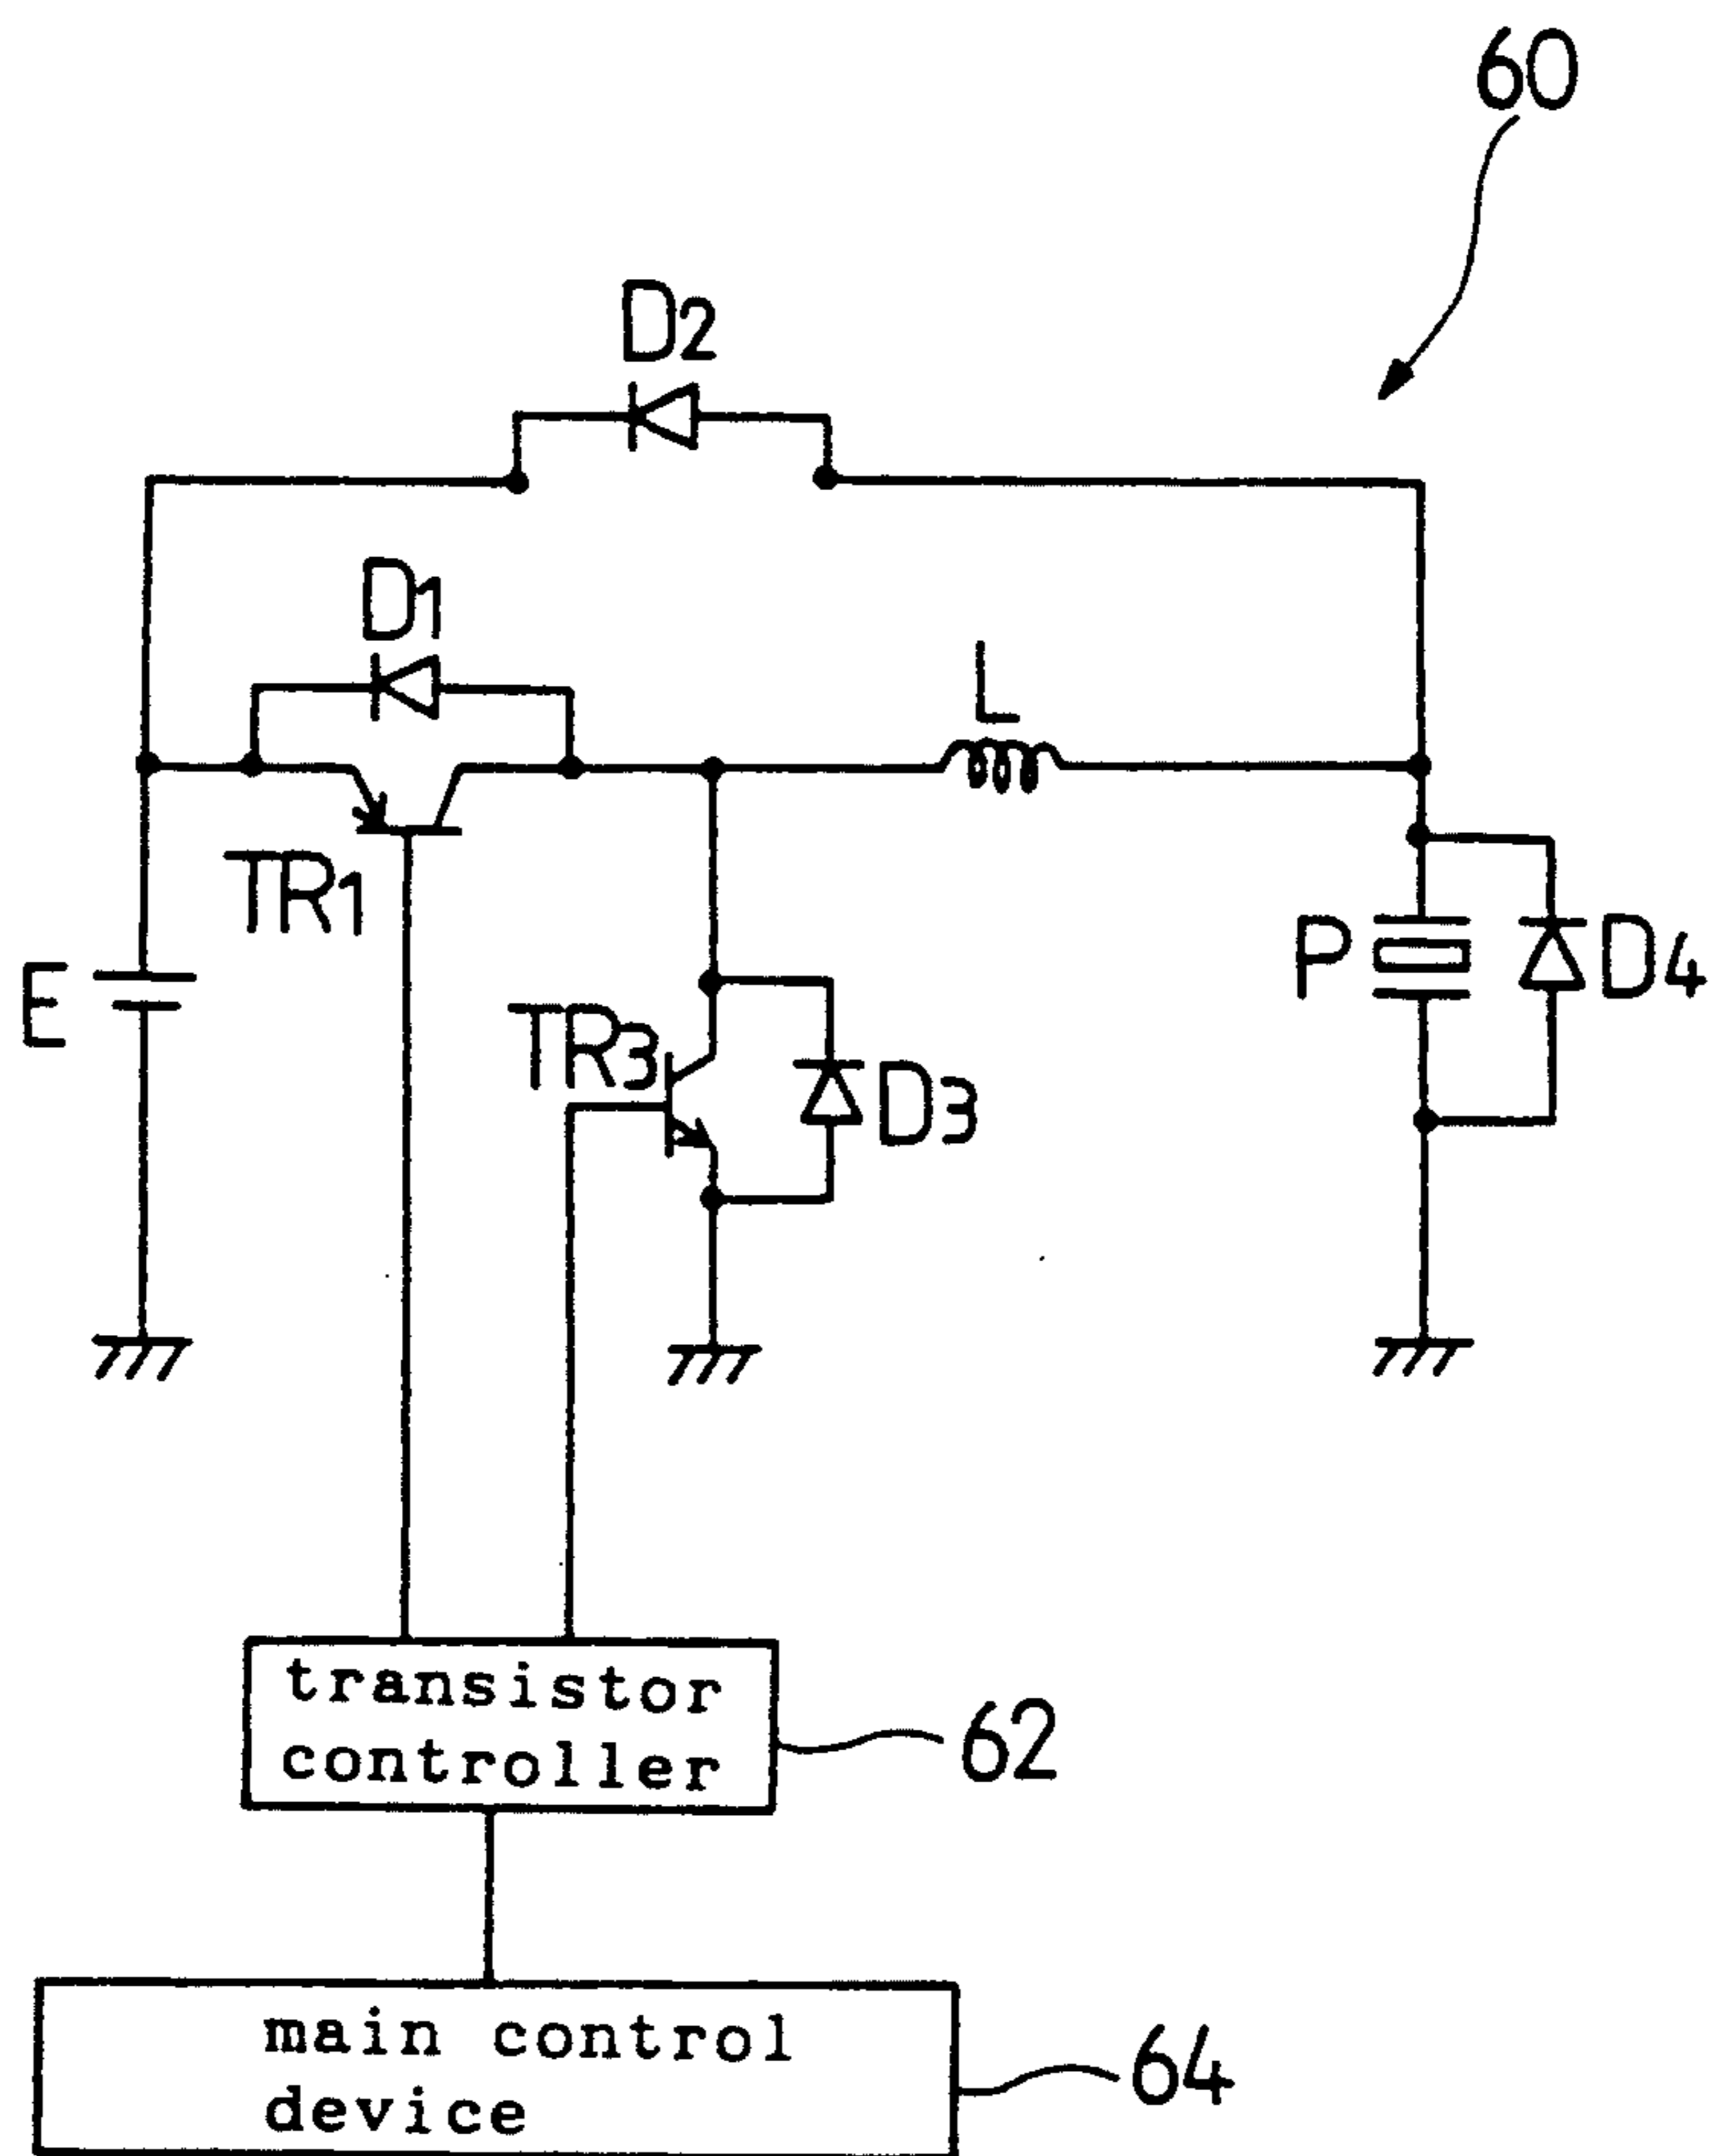 60
D2
D1
L
TR1
P
D4
E
TR3
D3
transistor
controller
62
main control
device
64